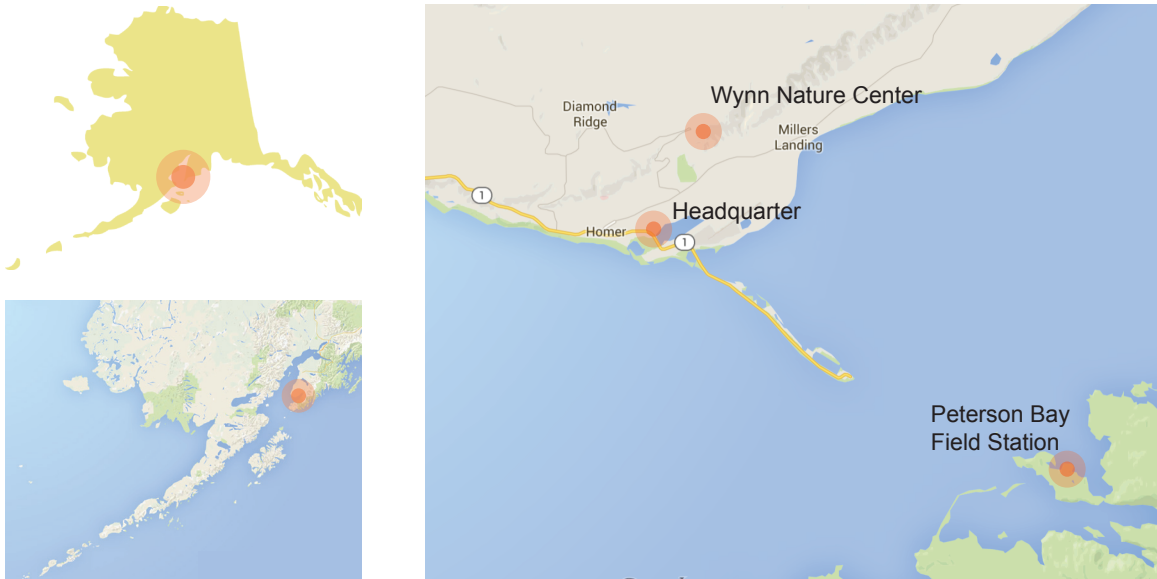 Wynn Nature Center
Diamond
Ridge
Millers
Landing
1
Headquarter
Homer
1
Peterson Bay
Field Station